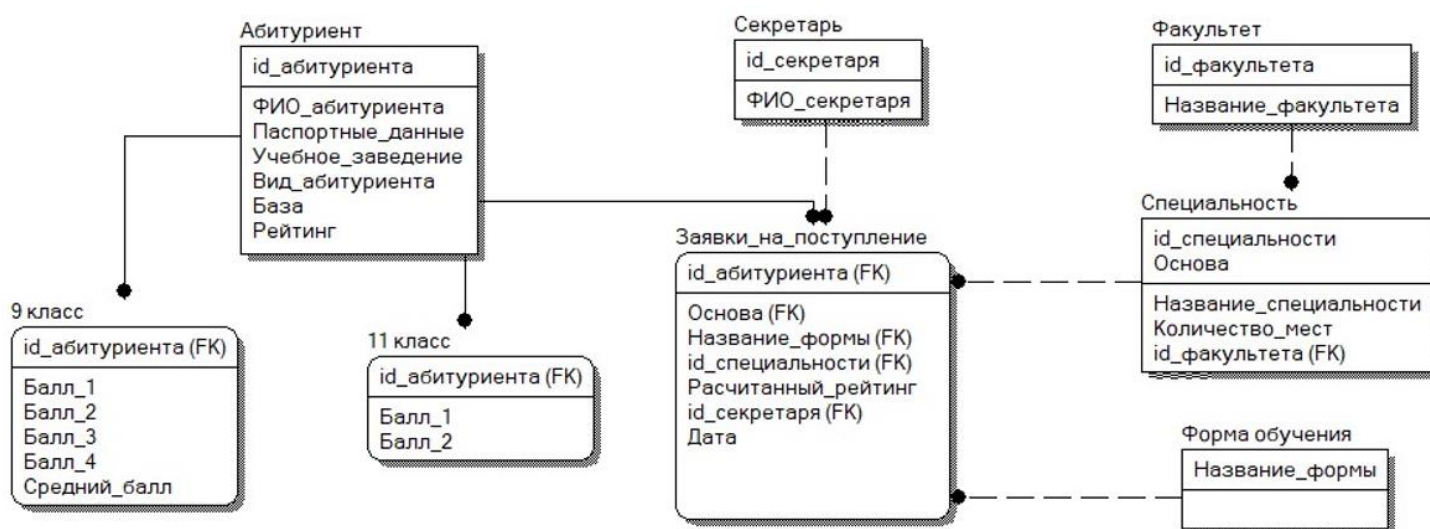 Абитуриент
id_абитуриента
ФИО_абитуриента
Паспортные_данные
Учебное_заведение
Вид_абитуриента
База
Рейтинг
Секретарь
id_секретаря
ФИО_секретаря
Факультет
id_факультета
Название_факультета
Специальность
id_специальности
Основа
Название_специальности
Количество_мест
id_факультета (FK)
Заявки_на_поступление
id_абитуриента (FK)
Основа (FK)
Название_формы (FK)
id_специальности (FK)
Расчитанный_рейтинг
id_секретаря (FK)
Дата
9 класс
id_абитуриента (FK)
Балл_1
Балл_2
Балл_3
Балл_4
Средний_балл
11 класс
id_абитуриента (FK)
Балл_1
Балл_2
Форма обучения
Название_формы